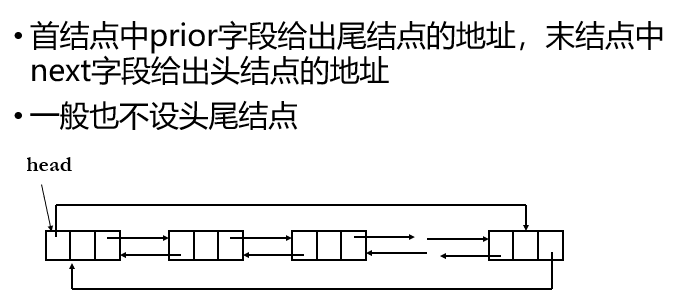 • 首结点中prior字段给出尾结点的地址，末结点中
next字段给出头结点的地址
• 一般也不设头尾结点
head